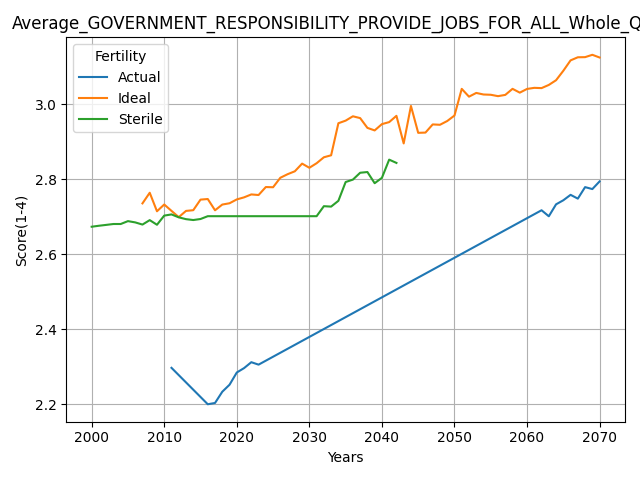 Average_GOVERNMENT_RESPONSIBILITY_PROVIDE_JOBS_FOR_ALL_Whole_Q
Fertility
Actual
Ideal
Sterile
Score(1-4)
3.0
2.8
2.6
2.4
2.2
2000 2010 2020 2030 2040 2050 2060 2070
Years